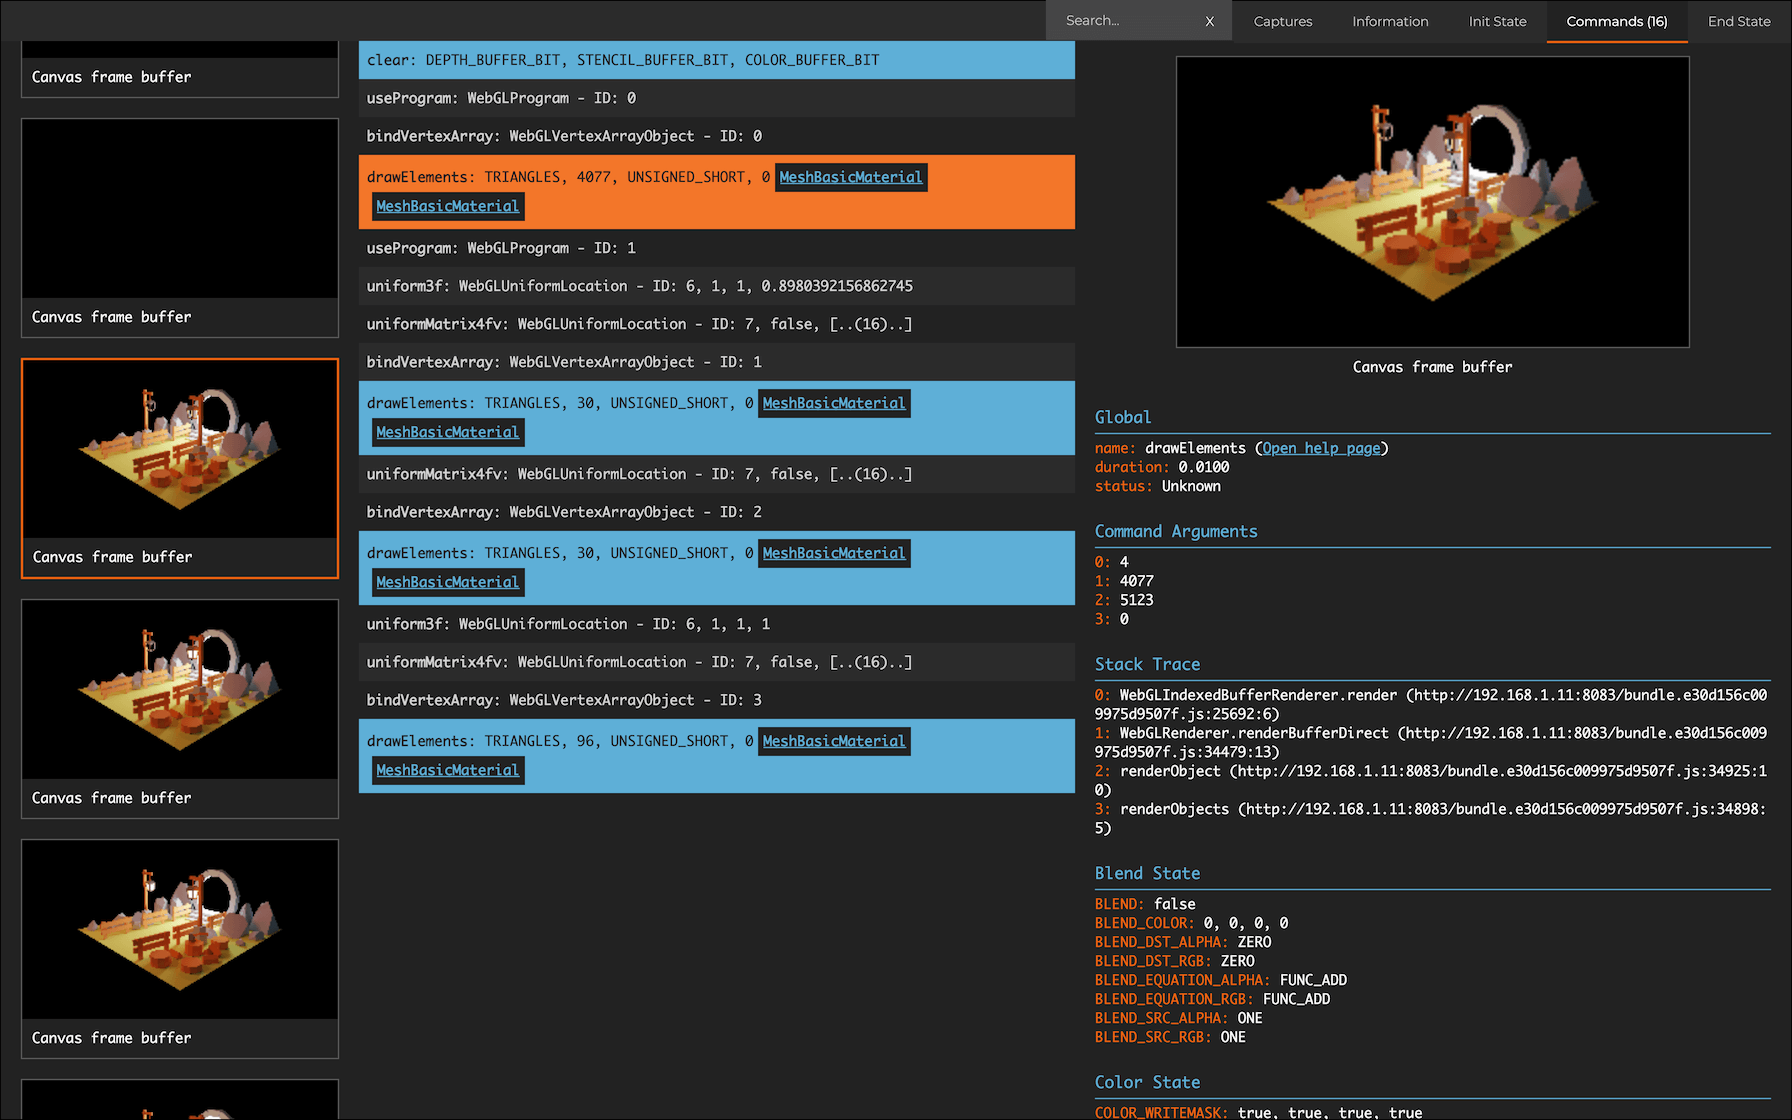 Search... X Captures Information Init State Commands (16) End State
Canvas frame buffer
Canvas frame buffer
Canvas frame buffer
Canvas frame buffer
Canvas frame buffer
clear: DEPTH_BUFFER_BIT, STENCIL_BUFFER_BIT, COLOR_BUFFER_BIT
useProgram: WebGLProgram - ID: 0
bindVertexArray: WebGLVertexArrayObject - ID: 0
drawElements: TRIANGLES, 4077, UNSIGNED_SHORT, 0 MeshBasicMaterial
MeshBasicMaterial
useProgram: WebGLProgram - ID: 1
uniform3f: WebGLUniformLocation - ID: 6, 1, 1, 0.8980392156862745
uniformMatrix4fv: WebGLUniformLocation - ID: 7, false, [..(16)..]
bindVertexArray: WebGLVertexArrayObject - ID: 1
drawElements: TRIANGLES, 30, UNSIGNED_SHORT, 0 MeshBasicMaterial
MeshBasicMaterial
uniformMatrix4fv: WebGLUniformLocation - ID: 7, false, [..(16)..]
bindVertexArray: WebGLVertexArrayObject - ID: 2
drawElements: TRIANGLES, 30, UNSIGNED_SHORT, 0 MeshBasicMaterial
MeshBasicMaterial
uniform3f: WebGLUniformLocation - ID: 6, 1, 1, 1
uniformMatrix4fv: WebGLUniformLocation - ID: 7, false, [..(16)..]
bindVertexArray: WebGLVertexArrayObject - ID: 3
drawElements: TRIANGLES, 96, UNSIGNED_SHORT, 0 MeshBasicMaterial
MeshBasicMaterial
Canvas frame buffer
Global
name: drawElements (Open help page)
duration: 0.0100
status: Unknown
Command Arguments
0: 4
1: 4077
2: 5123
3: 0
Stack Trace
0: WebGLIndexedBufferRenderer.render (http://192.168.1.11:8083/bundle.e30d156c00
9975d9507f.js:25692:6)
1: WebGLRenderer.renderBufferDirect (http://192.168.1.11:8083/bundle.e30d156c009
975d9507f.js:34479:13)
2: renderObject (http://192.168.1.11:8083/bundle.e30d156c009975d9507f.js:34925:1
0)
3: renderObjects (http://192.168.1.11:8083/bundle.e30d156c009975d9507f.js:34898:
5)
Blend State
BLEND: false
BLEND_COLOR: 0, 0, 0, 0
BLEND_DST_ALPHA: ZERO
BLEND_DST_RGB: ZERO
BLEND_EQUATION_ALPHA: FUNC_ADD
BLEND_EQUATION_RGB: FUNC_ADD
BLEND_SRC_ALPHA: ONE
BLEND_SRC_RGB: ONE
Color State
COLOR_WRITEMASK: true, true, true, true